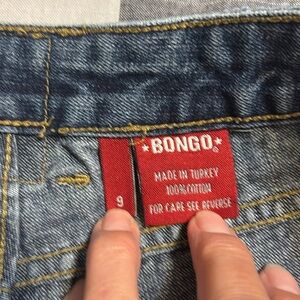 ★BONGO★
MADE IN TURKEY
100% COTTON
FOR CARE SEE REVERSE
9